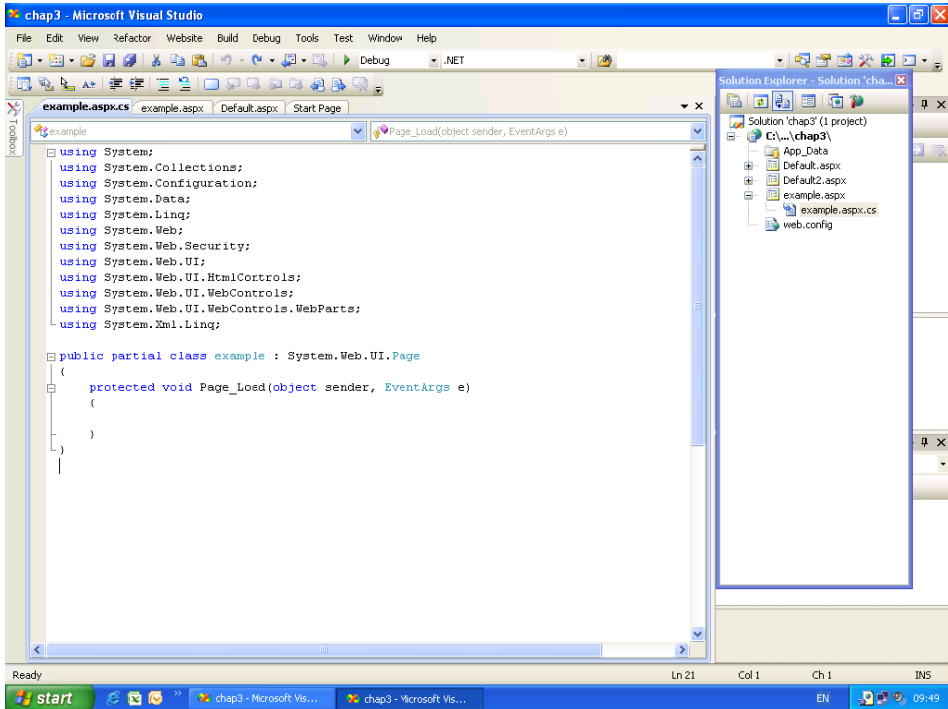 chap3 - Microsoft Visual Studio
File Edit View Refactor Website Build Debug Tools Test Window Help
Debug .NET
Solution Explorer - Solution 'cha...
example.aspx.cs example.aspx Default.aspx Start Page
Toolbox
example
Page_Load(object sender, EventArgs e)
using System;
using System.Collections;
using System.Configuration;
using System.Data;
using System.Linq;
using System.Web;
using System.Web.Security;
using System.Web.UI;
using System.Web.UI.HtmlControls;
using System.Web.UI.WebControls;
using System.Web.UI.WebControls.WebParts;
using System.Xml.Linq;
public partial class example : System.Web.UI.Page
{
protected void Page_Load(object sender, EventArgs e)
{
}
}
Solution 'chap3' (1 project)
C:\...\chap3\
App_Data
Default.aspx
Default2.aspx
example.aspx
example.aspx.cs
web.config
Ready
Ln 21 Col 1 Ch 1 INS
start
chap3 - Microsoft Vis...
chap3 - Microsoft Vis...
EN
09:49